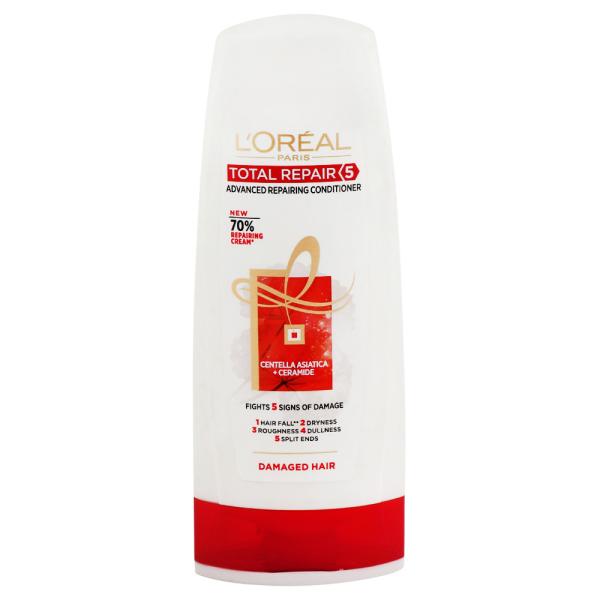 L'ORÉAL
PARIS
TOTAL REPAIR 5
ADVANCED REPAIRING CONDITIONER
NEW
70%
REPAIRING
CREAM*
CENTELLA ASIATICA
+ CERAMIDE
FIGHTS 5 SIGNS OF DAMAGE
1 HAIR FALL** 2 DRYNESS
3 ROUGHNESS 4 DULLNESS
5 SPLIT ENDS
DAMAGED HAIR